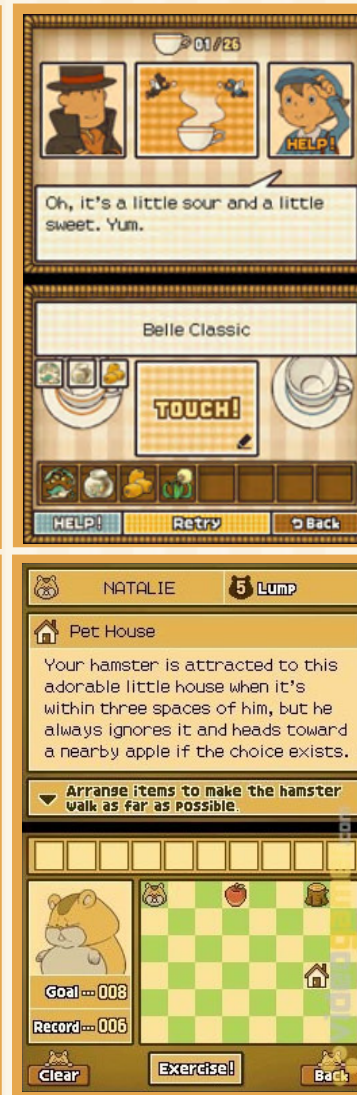 01/26
HELP!
Oh, it's a little sour and a little
sweet. Yum.
Belle Classic
TOUCH!
HELP!
Retry
Back
NATALIE
5 Lump
Pet House
Your hamster is attracted to this
adorable little house when it's
within three spaces of him, but he
always ignores it and heads toward
a nearby apple if the choice exists.
Arrange items to make the hamster
walk as far as possible.
Goal --- 008
Record --- 006
Clear
Exercise!
Back